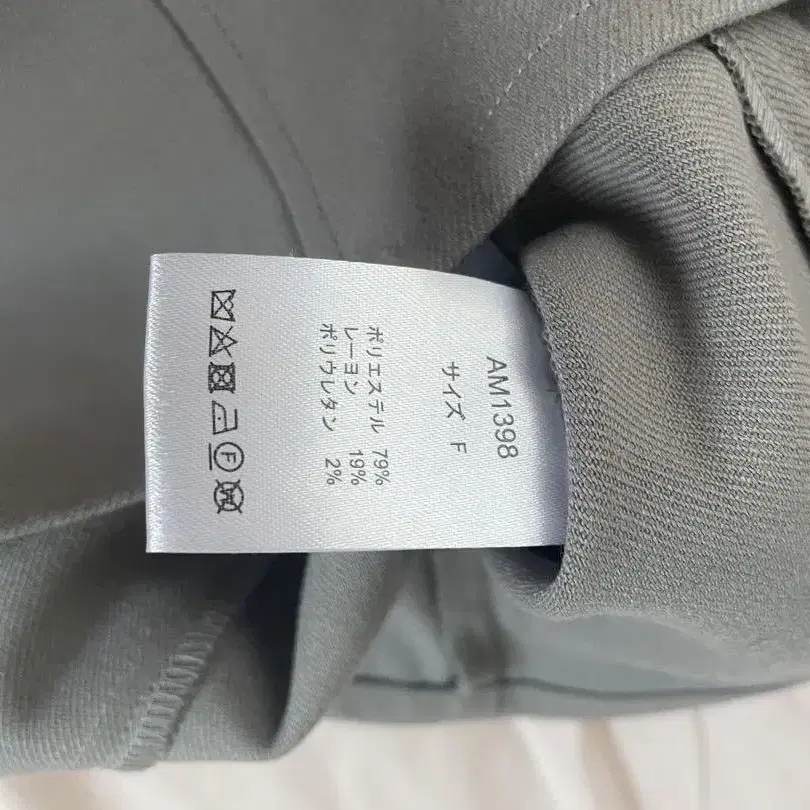 AM1398
サイズ F
ポリエステル 79%
レーヨン 19%
ポリウレタン 2%
F
W